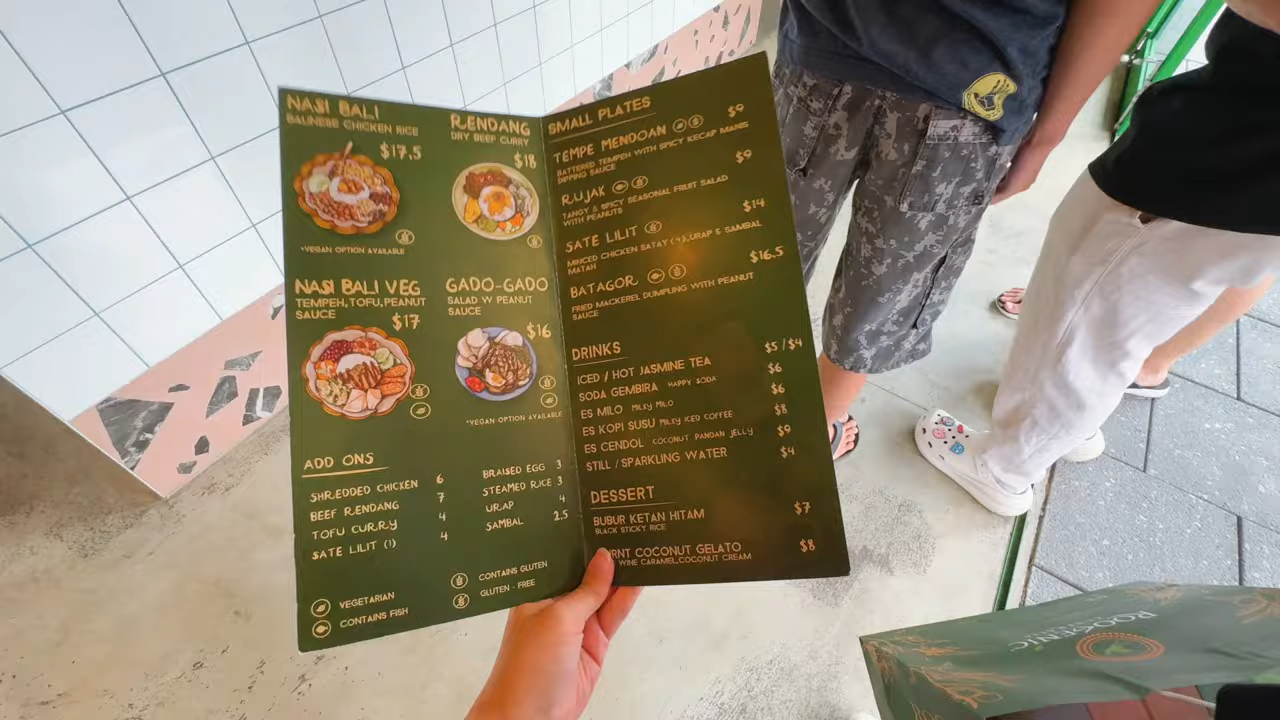 NASI BALI
BALINESE CHICKEN RICE
$17.5
*VEGAN OPTION AVAILABLE
RENDANG
DRY BEEF CURRY
$18
NASI BALI VEG
TEMPEH, TOFU, PEANUT
SAUCE
$17
GADO-GADO
SALAD W PEANUT
SAUCE
$16
*VEGAN OPTION AVAILABLE
ADD ONS
SHREDDED CHICKEN 6
BEEF RENDANG 7
TOFU CURRY 4
SATE LILIT (1) 4
BRAISED EGG 3
STEAMED RICE 3
URAP 4
SAMBAL 2.5
VEGETARIAN
CONTAINS FISH
CONTAINS GLUTEN
GLUTEN - FREE
SMALL PLATES
TEMPE MENDOAN $9
BATTERED TEMPEH WITH SPICY KECAP MANIS
DIPPING SAUCE
RUJAK $9
TANGY & SPICY SEASONAL FRUIT SALAD
WITH PEANUTS
SATE LILIT $14
MINCED CHICKEN SATAY (4), URAP & SAMBAL
MATAH
BATAGOR $16.5
FRIED MACKEREL DUMPLING WITH PEANUT
SAUCE
DRINKS
ICED / HOT JASMINE TEA $5 / $4
SODA GEMBIRA HAPPY SODA $6
ES MILO MILKY MILO $6
ES KOPI SUSU MILKY ICED COFFEE $8
ES CENDOL COCONUT PANDAN JELLY $9
STILL / SPARKLING WATER $4
DESSERT
BUBUR KETAN HITAM $7
BLACK STICKY RICE
RNT COCONUT GELATO $8
WINE CARAMEL, COCONUT CREAM
ROOGENIC